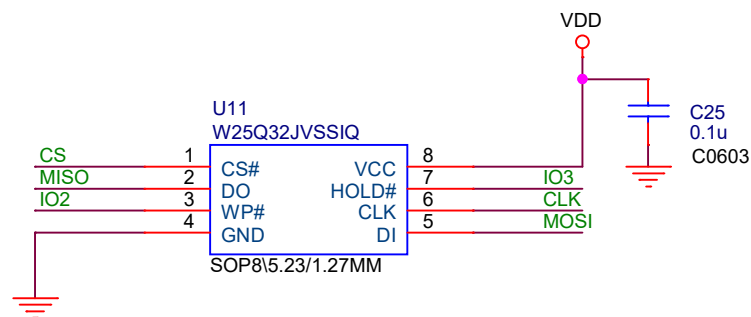 VDD
U11
W25Q32JVSSIQ
C25
0.1u
C0603
CS 1 CS# VCC 8
MISO 2 DO HOLD# 7 IO3
IO2 3 WP# CLK 6 CLK
4 GND DI 5 MOSI
SOP8\5.23/1.27MM